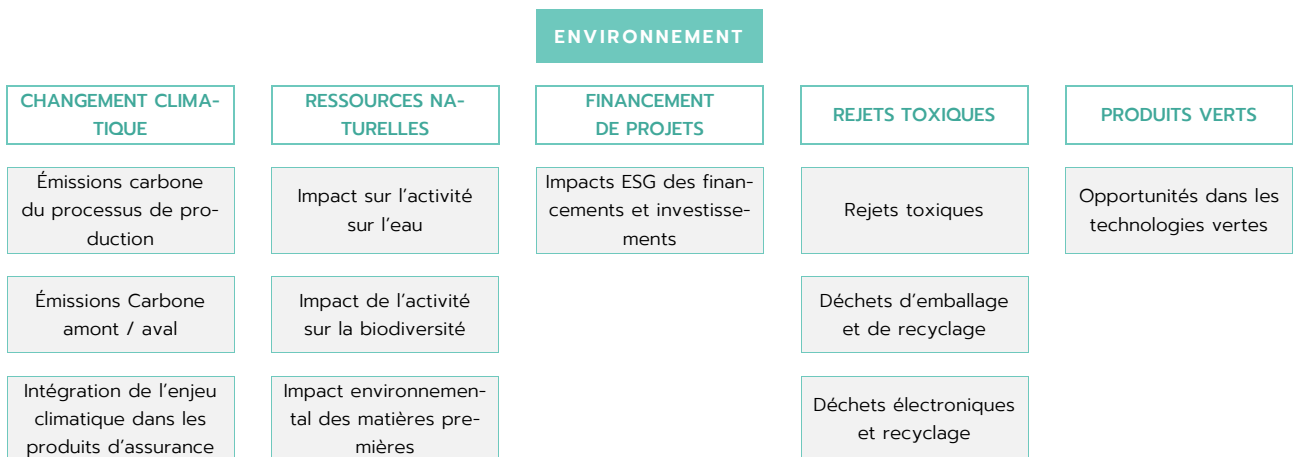 ENVIRONNEMENT
CHANGEMENT CLIMA-
TIQUE
RESSOURCES NA-
TURELLES
FINANCEMENT
DE PROJETS
REJETS TOXIQUES
PRODUITS VERTS
Émissions carbone
du processus de pro-
duction
Impact sur l’activité
sur l’eau
Impacts ESG des finan-
cements et investisse-
ments
Rejets toxiques
Opportunités dans les
technologies vertes
Émissions Carbone
amont / aval
Impact de l’activité
sur la biodiversité
Déchets d’emballage
et de recyclage
Intégration de l’enjeu
climatique dans les
produits d’assurance
Impact environnemen-
tal des matières pre-
mières
Déchets électroniques
et recyclage